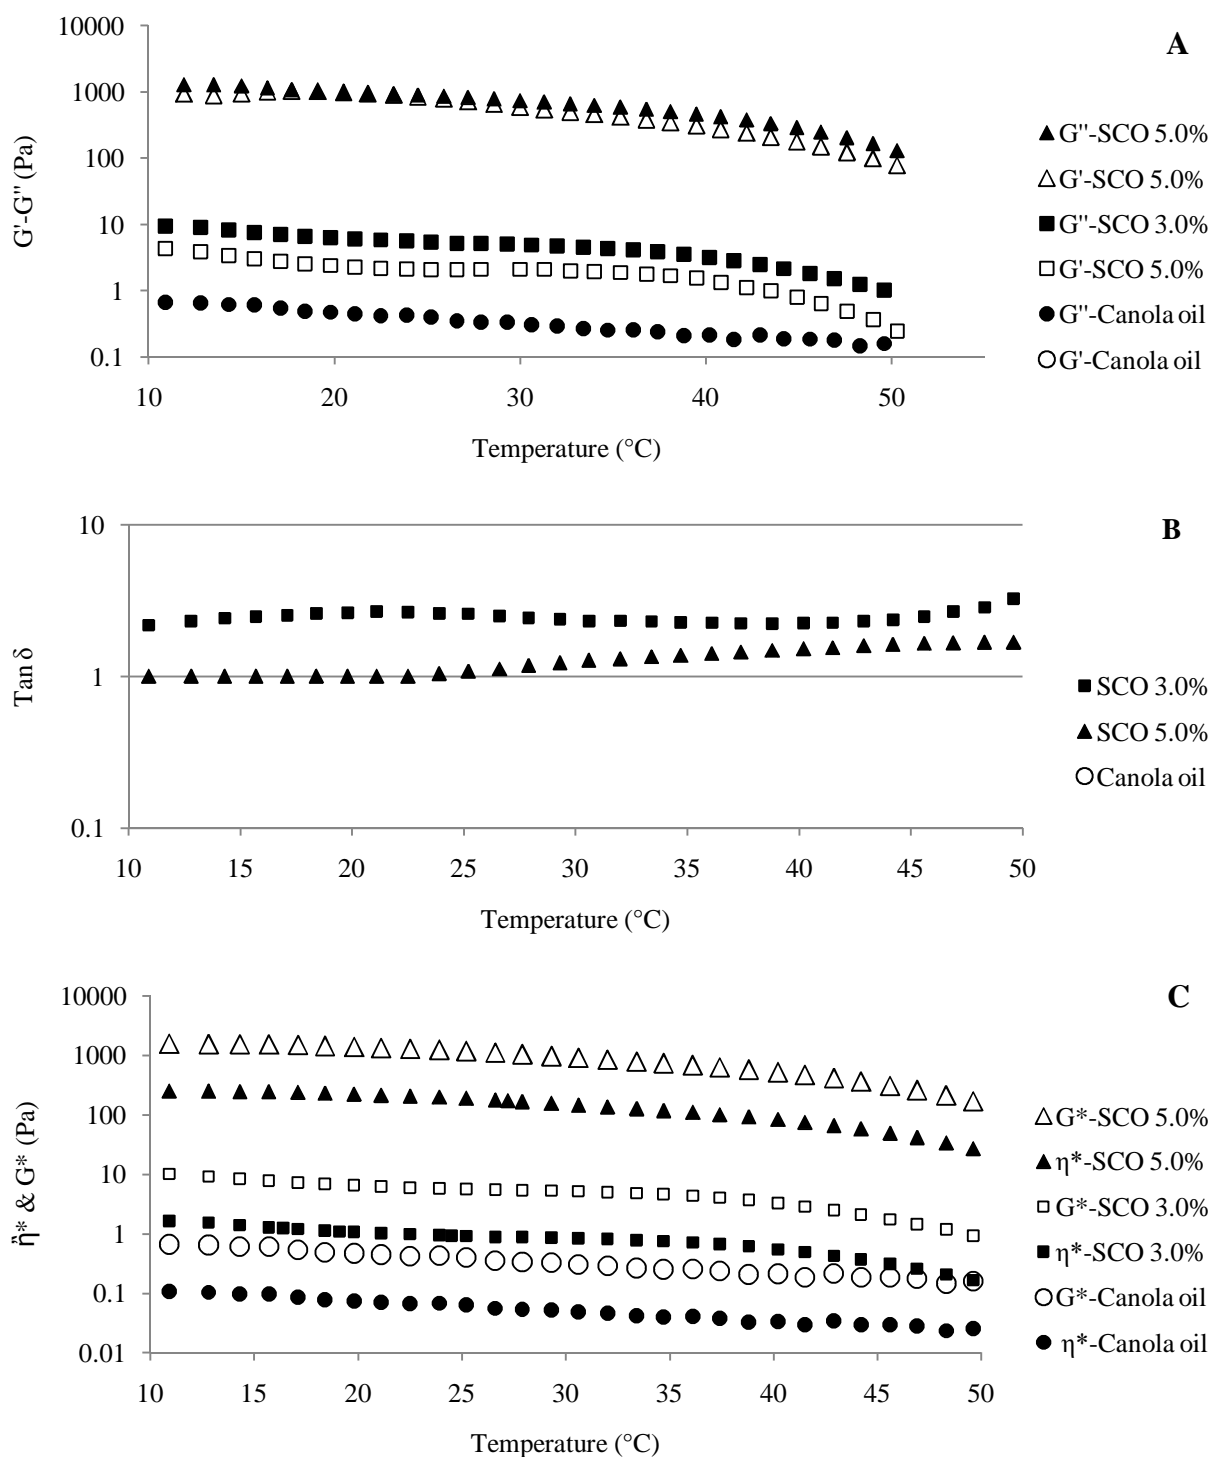 10000
A
1000
100
10
1
0.1
G'-G'' (Pa)
10 20 30 40 50
Temperature (°C)
G''-SCO 5.0%
G'-SCO 5.0%
G''-SCO 3.0%
G'-SCO 5.0%
G''-Canola oil
G'-Canola oil
10
B
1
0.1
Tan δ
10 15 20 25 30 35 40 45 50
Temperature (°C)
SCO 3.0%
SCO 5.0%
Canola oil
10000
C
1000
100
10
1
0.1
0.01
η* & G* (Pa)
10 15 20 25 30 35 40 45 50
Temperature (°C)
G*-SCO 5.0%
η*-SCO 5.0%
G*-SCO 3.0%
η*-SCO 3.0%
G*-Canola oil
η*-Canola oil